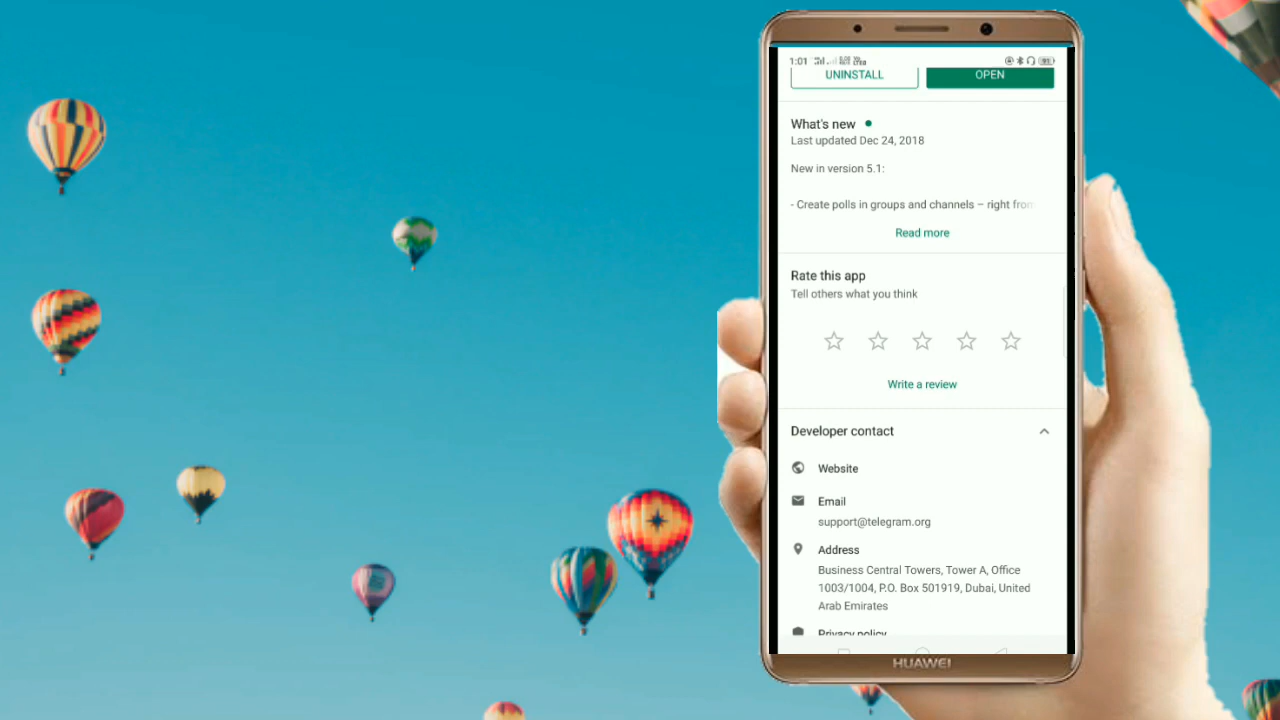 1:01
UNINSTALL
OPEN
What's new
Last updated Dec 24, 2018
New in version 5.1:
- Create polls in groups and channels – right from
Read more
Rate this app
Tell others what you think
Write a review
Developer contact
Website
Email
support@telegram.org
Address
Business Central Towers, Tower A, Office
1003/1004, P.O. Box 501919, Dubai, United
Arab Emirates
Privacy policy
HUAWEI